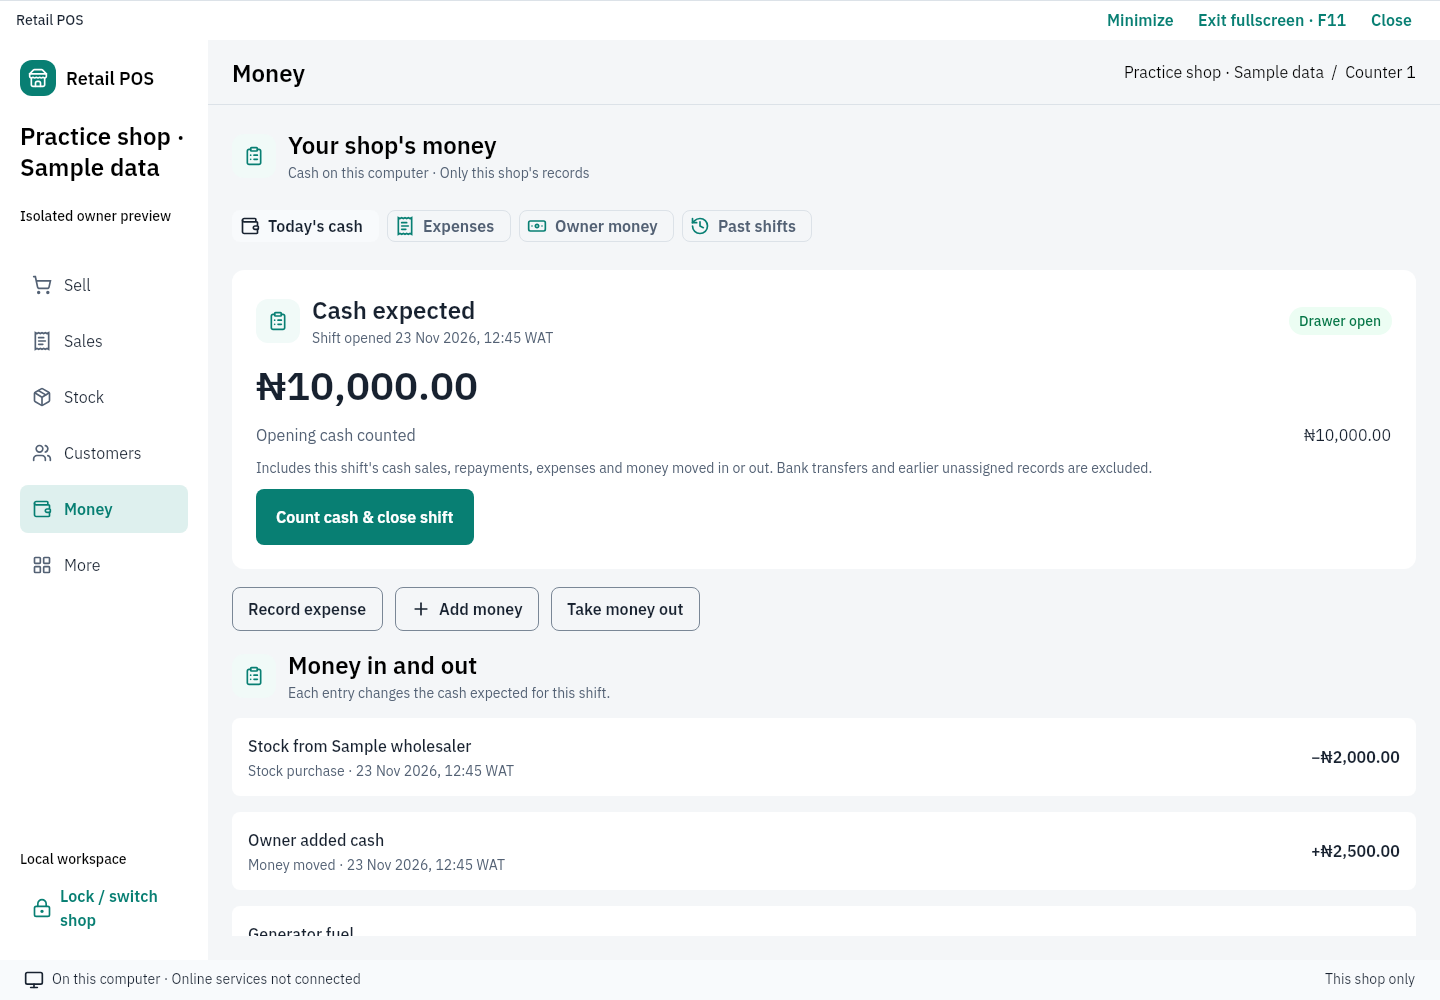 Retail POS
Minimize
Exit fullscreen · F11
Close
Retail POS
Practice shop ·
Sample data
Isolated owner preview
Sell
Sales
Stock
Customers
Money
More
Local workspace
Lock / switch
shop
Money
Practice shop · Sample data / Counter 1
Your shop's money
Cash on this computer · Only this shop's records
Today's cash
Expenses
Owner money
Past shifts
Cash expected
Shift opened 23 Nov 2026, 12:45 WAT
Drawer open
₦10,000.00
Opening cash counted
₦10,000.00
Includes this shift's cash sales, repayments, expenses and money moved in or out. Bank transfers and earlier unassigned records are excluded.
Count cash & close shift
Record expense
Add money
Take money out
Money in and out
Each entry changes the cash expected for this shift.
Stock from Sample wholesaler
Stock purchase · 23 Nov 2026, 12:45 WAT
−₦2,000.00
Owner added cash
Money moved · 23 Nov 2026, 12:45 WAT
+₦2,500.00
Generator fuel
On this computer · Online services not connected
This shop only